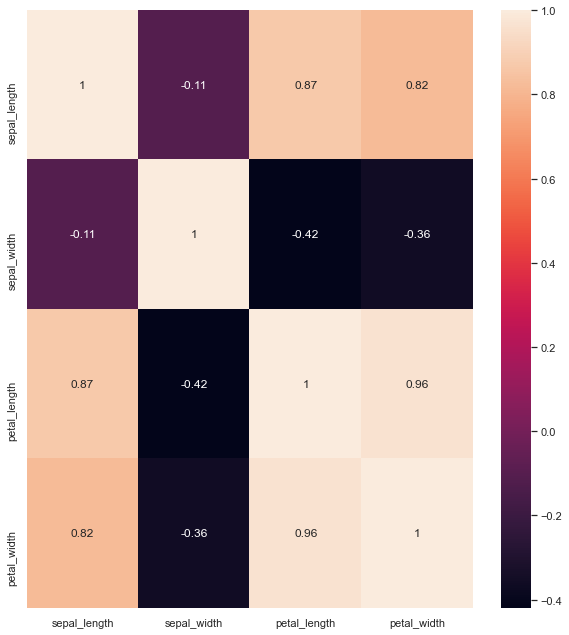 sepal_length 1 -0.11 0.87 0.82
sepal_width -0.11 1 -0.42 -0.36
petal_length 0.87 -0.42 1 0.96
petal_width 0.82 -0.36 0.96 1
sepal_length sepal_width petal_length petal_width
1.0
0.8
0.6
0.4
0.2
0.0
−0.2
−0.4